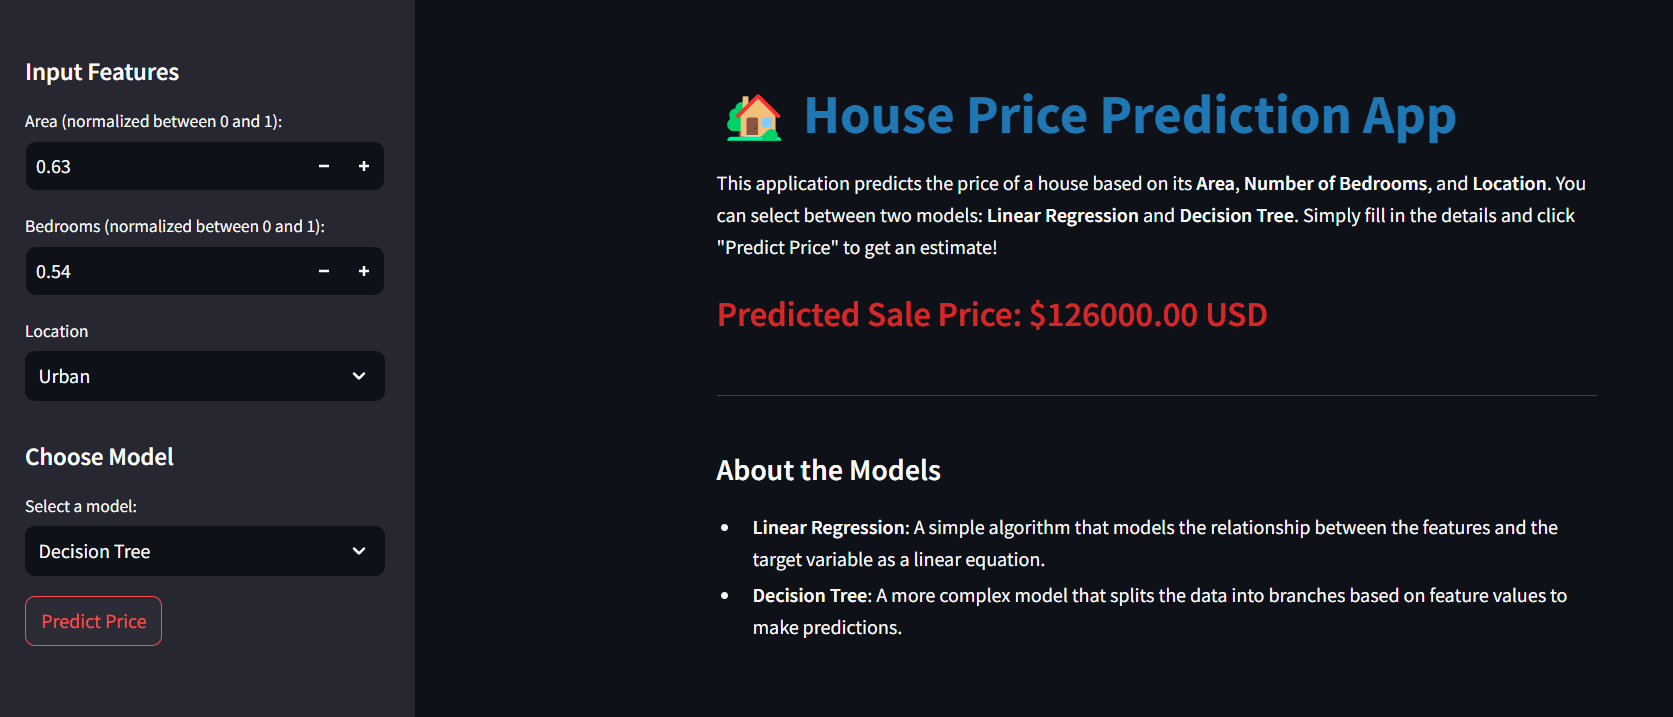 Input Features
Area (normalized between 0 and 1):
0.63
Bedrooms (normalized between 0 and 1):
0.54
Location
Urban
Choose Model
Select a model:
Decision Tree
Predict Price
House Price Prediction App
This application predicts the price of a house based on its Area, Number of Bedrooms, and Location. You
can select between two models: Linear Regression and Decision Tree. Simply fill in the details and click
"Predict Price" to get an estimate!
Predicted Sale Price: $126000.00 USD
About the Models
• Linear Regression: A simple algorithm that models the relationship between the features and the
target variable as a linear equation.
• Decision Tree: A more complex model that splits the data into branches based on feature values to
make predictions.